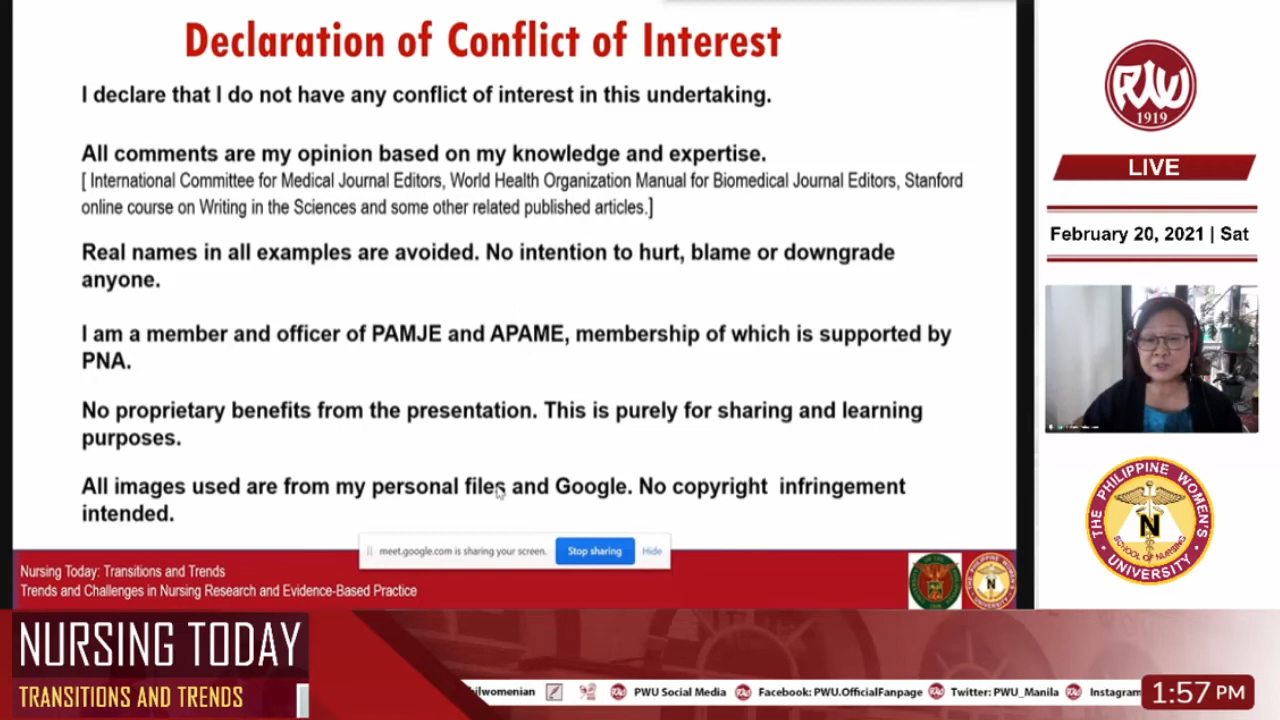 Declaration of Conflict of Interest
I declare that I do not have any conflict of interest in this undertaking.
All comments are my opinion based on my knowledge and expertise.
[ International Committee for Medical Journal Editors, World Health Organization Manual for Biomedical Journal Editors, Stanford
online course on Writing in the Sciences and some other related published articles.]
Real names in all examples are avoided. No intention to hurt, blame or downgrade
anyone.
I am a member and officer of PAMJE and APAME, membership of which is supported by
PNA.
No proprietary benefits from the presentation. This is purely for sharing and learning
purposes.
All images used are from my personal files and Google. No copyright infringement
intended.
meet.google.com is sharing your screen. Stop sharing Hide
Nursing Today: Transitions and Trends
Trends and Challenges in Nursing Research and Evidence-Based Practice
PWU
1919
LIVE
February 20, 2021 | Sat
THE PHILIPPINE WOMEN'S
N
SCHOOL OF NURSING
UNIVERSITY
NURSING TODAY
TRANSITIONS AND TRENDS
ilwomenian PWU Social Media Facebook: PWU.OfficialFanpage Twitter: PWU_Manila Instagram
1:57 PM